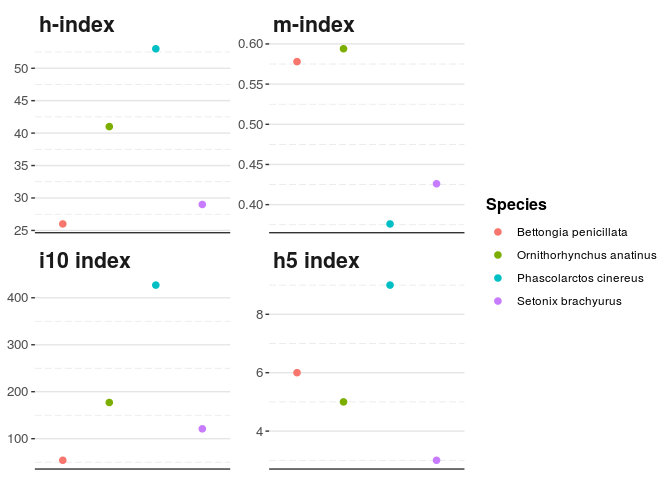 h-index
50
45
40
35
30
25
m-index
0.60
0.55
0.50
0.45
0.40
i10 index
400
300
200
100
h5 index
8
6
4
Species
Bettongia penicillata
Ornithorhynchus anatinus
Phascolarctos cinereus
Setonix brachyurus